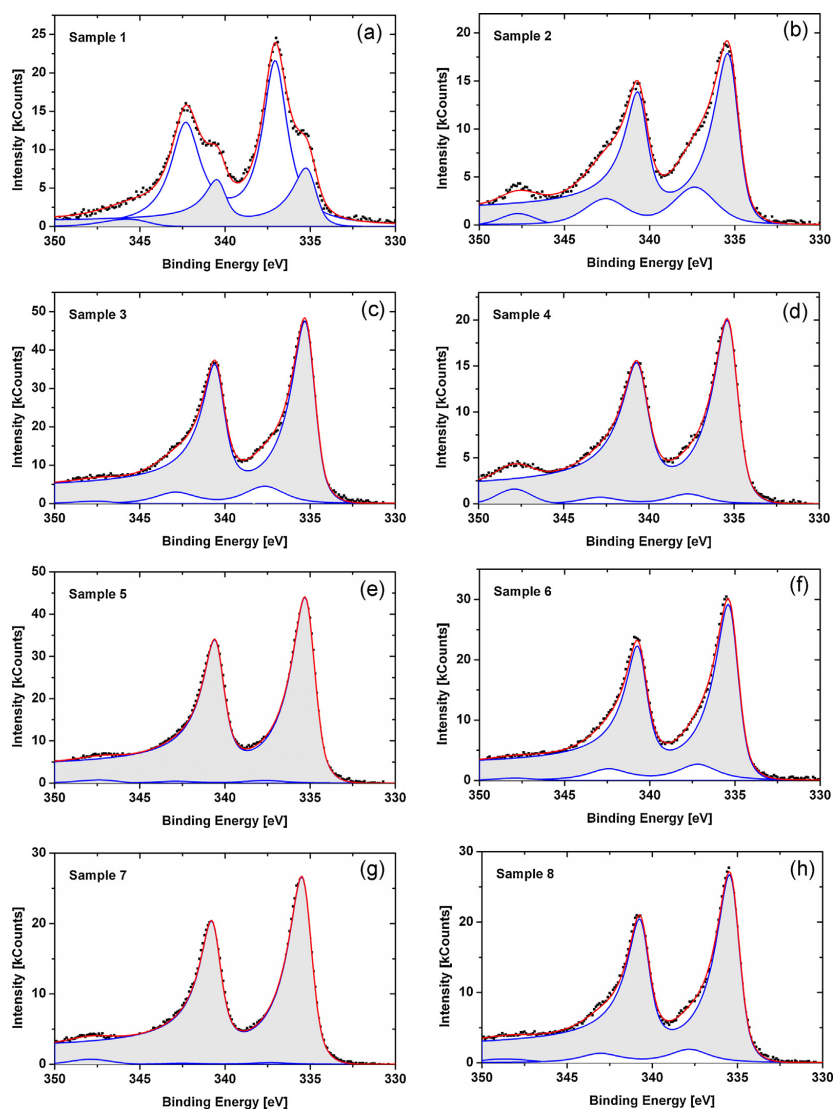 Sample 1
(a)
Intensity [kCounts]
25
20
15
10
5
0
350
345
340
335
330
Binding Energy [eV]
Sample 2
(b)
Intensity [kCounts]
20
15
10
5
0
350
345
340
335
330
Binding Energy [eV]
Sample 3
(c)
Intensity [kCounts]
50
40
30
20
10
0
350
345
340
335
330
Binding Energy [eV]
Sample 4
(d)
Intensity [kCounts]
20
15
10
5
0
350
345
340
335
330
Binding Energy [eV]
Sample 5
(e)
Intensity [kCounts]
50
40
30
20
10
0
350
345
340
335
330
Binding Energy [eV]
Sample 6
(f)
Intensity [kCounts]
30
20
10
0
350
345
340
335
330
Binding Energy [eV]
Sample 7
(g)
Intensity [kCounts]
30
20
10
0
350
345
340
335
330
Binding Energy [eV]
Sample 8
(h)
Intensity [kCounts]
30
20
10
0
350
345
340
335
330
Binding Energy [eV]